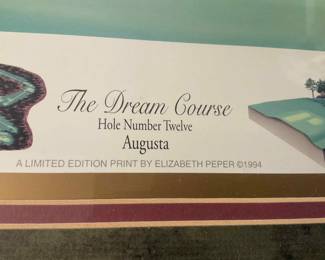 The Dream Course
Hole Number Twelve
Augusta
A LIMITED EDITION PRINT BY ELIZABETH PEPER ©1994